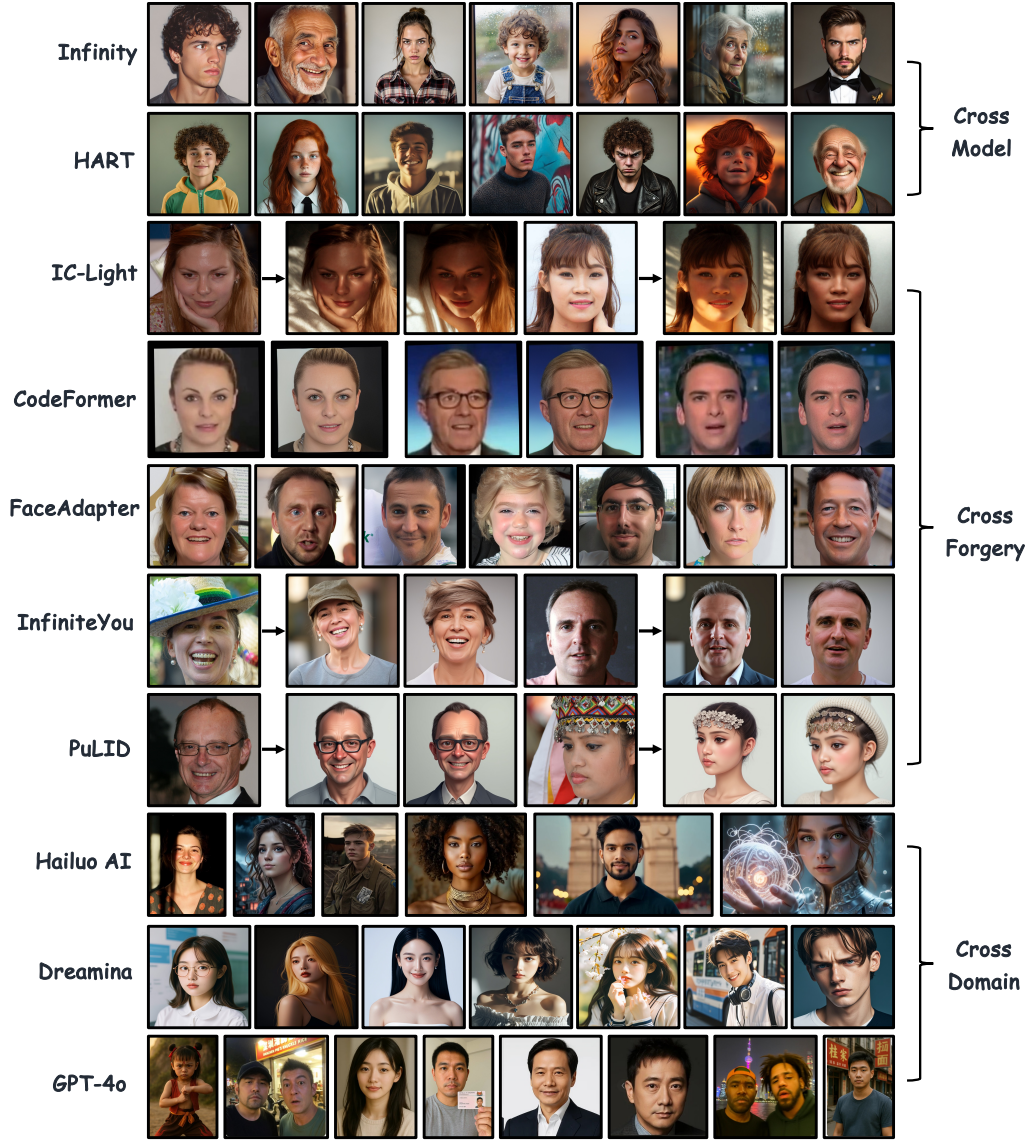 Infinity
HART
Cross
Model
IC-Light
CodeFormer
FaceAdapter
InfiniteYou
PuLID
Cross
Forgery
Hailuo AI
Dreamina
GPT-4o
Cross
Domain